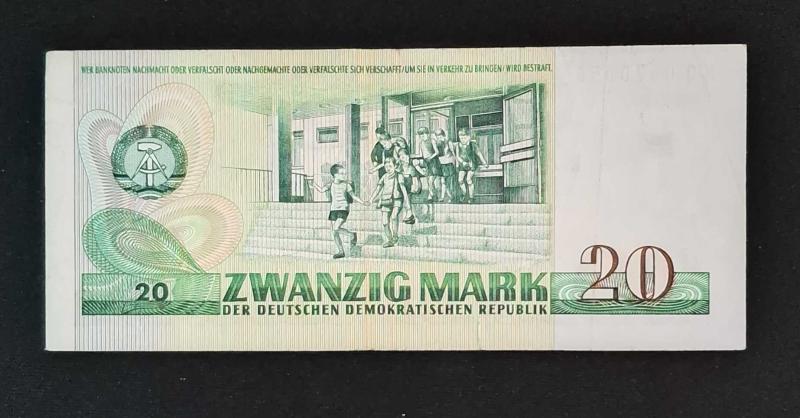 WER BANKNOTEN NACHMACHT ODER VERFÄLSCHT ODER NACHGEMACHTE ODER VERFÄLSCHTE SICH VERSCHAFFT/UM SIE IN VERKEHR ZU BRINGEN/WIRD BESTRAFT.
20
ZWANZIG MARK
20
DER DEUTSCHEN DEMOKRATISCHEN REPUBLIK